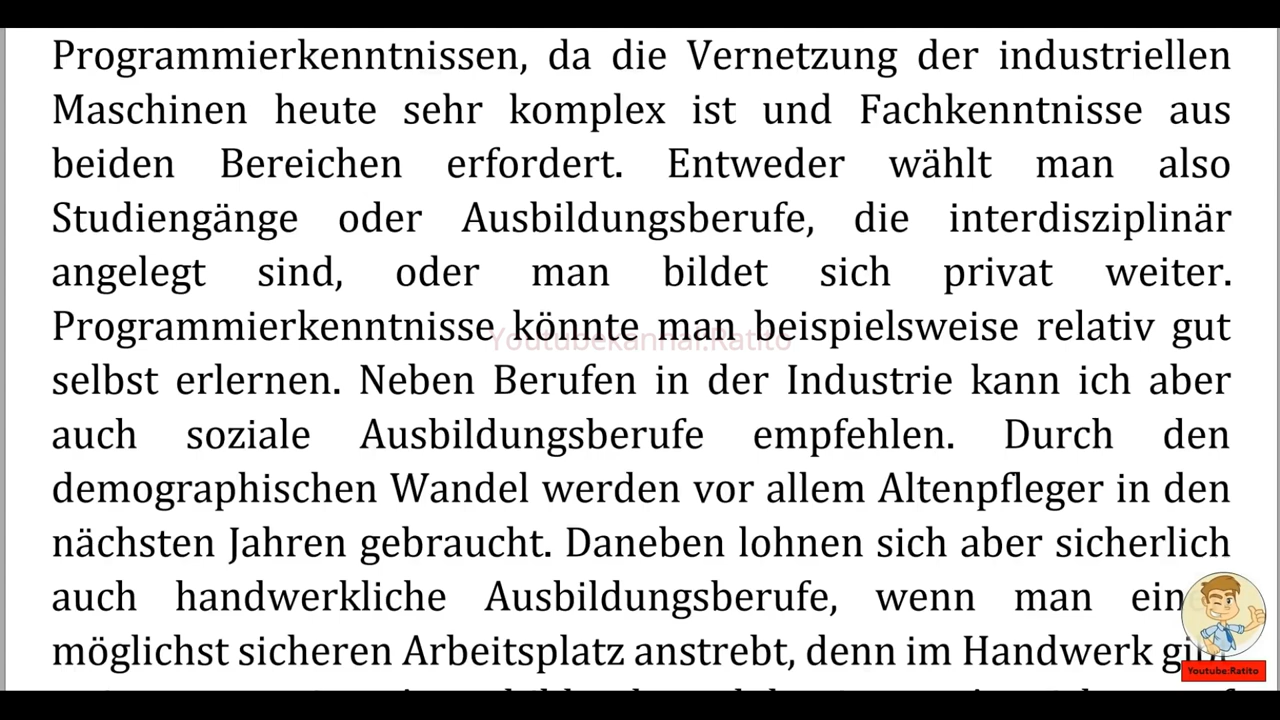 Programmierkenntnissen, da die Vernetzung der industriellen
Maschinen heute sehr komplex ist und Fachkenntnisse aus
beiden Bereichen erfordert. Entweder wählt man also
Studiengänge oder Ausbildungsberufe, die interdisziplinär
angelegt sind, oder man bildet sich privat weiter.
Programmierkenntnisse könnte man beispielsweise relativ gut
Youtubekannal:Ratito
selbst erlernen. Neben Berufen in der Industrie kann ich aber
auch soziale Ausbildungsberufe empfehlen. Durch den
demographischen Wandel werden vor allem Altenpfleger in den
nächsten Jahren gebraucht. Daneben lohnen sich aber sicherlich
auch handwerkliche Ausbildungsberufe, wenn man
möglichst sicheren Arbeitsplatz anstrebt, denn im Handwerk
Youtube:Ratito